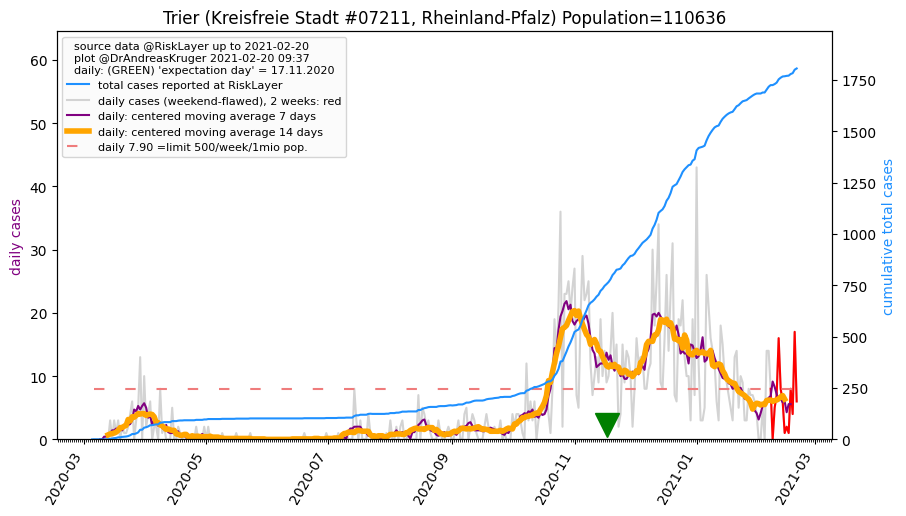 Trier (Kreisfreie Stadt #07211, Rheinland-Pfalz) Population=110636
source data @RiskLayer up to 2021-02-20
plot @DrAndreasKruger 2021-02-20 09:37
daily: (GREEN) 'expectation day' = 17.11.2020
total cases reported at RiskLayer
daily cases (weekend-flawed), 2 weeks: red
daily: centered moving average 7 days
daily: centered moving average 14 days
daily 7.90 =limit 500/week/1mio pop.
daily cases
60
50
40
30
20
10
0
cumulative total cases
1750
1500
1250
1000
750
500
250
0
2020-03
2020-05
2020-07
2020-09
2020-11
2021-01
2021-03